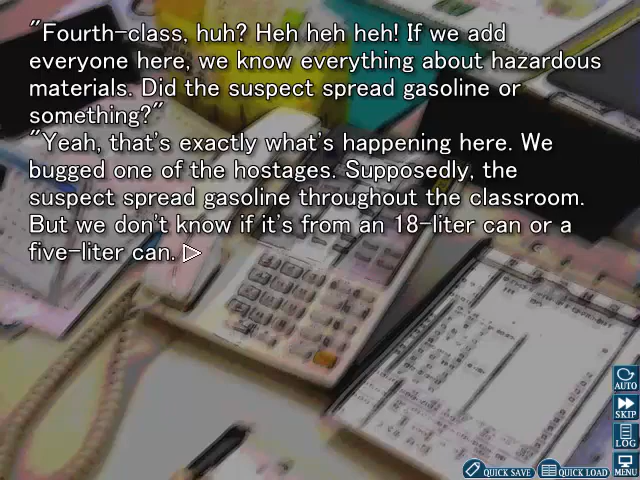 "Fourth-class, huh? Heh heh heh! If we add
everyone here, we know everything about hazardous
materials. Did the suspect spread gasoline or
something?"
"Yeah, that's exactly what's happening here. We
bugged one of the hostages. Supposedly, the
suspect spread gasoline throughout the classroom.
But we don't know if it's from an 18-liter can or a
five-liter can.
AUTO
SKIP
LOG
MENU
QUICK SAVE
QUICK LOAD